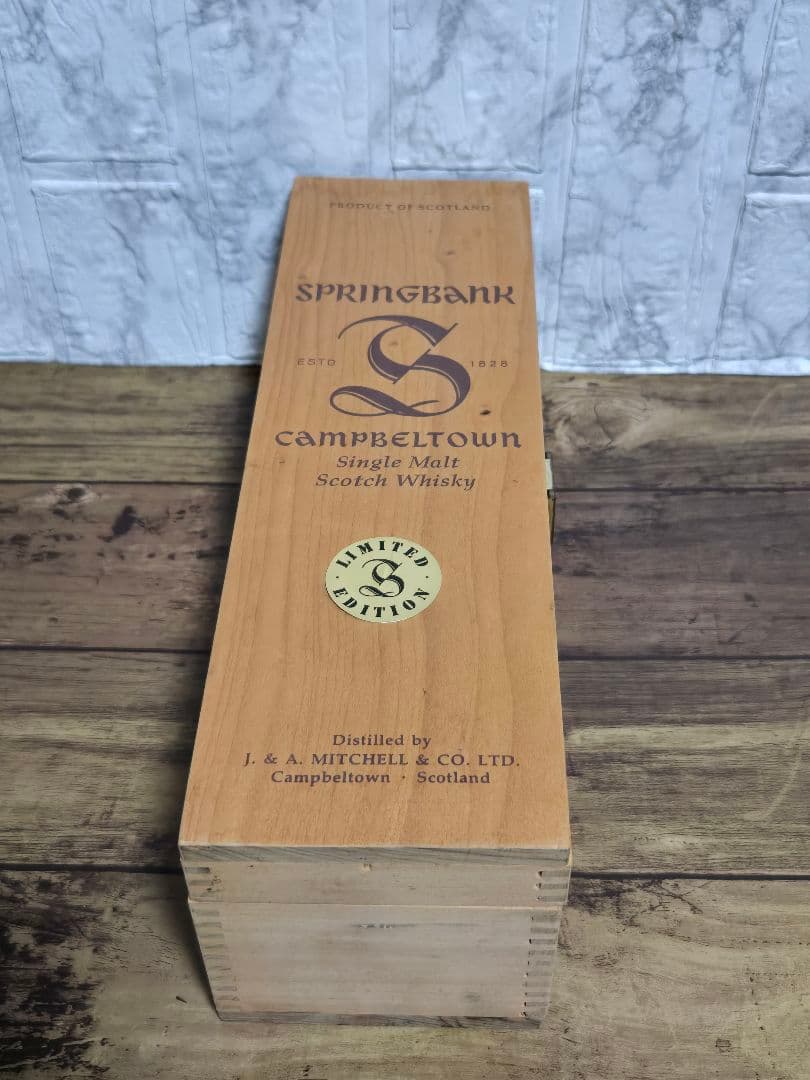 PRODUCT OF SCOTLAND
SPRINGBANK
S
ESTD 1828
CAMPBELTOWN
Single Malt
Scotch Whisky
· LIMITED ·
S
EDITION
Distilled by
J. & A. MITCHELL & CO. LTD.
Campbeltown · Scotland